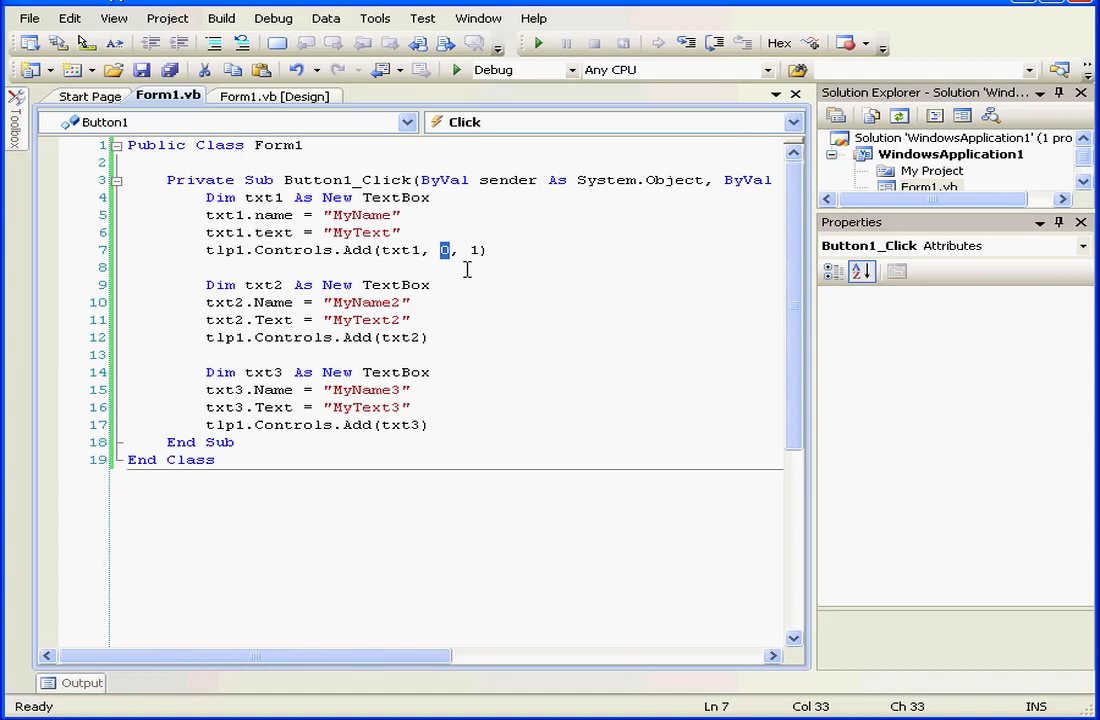 File Edit View Project Build Debug Data Tools Test Window Help
Hex
Debug Any CPU
Start Page Form1.vb Form1.vb [Design]
Toolbox
Button1 Click
1 Public Class Form1
2
3 Private Sub Button1_Click(ByVal sender As System.Object, ByVal
4 Dim txt1 As New TextBox
5 txt1.name = "MyName"
6 txt1.text = "MyText"
7 tlp1.Controls.Add(txt1, 0, 1)
8
9 Dim txt2 As New TextBox
10 txt2.Name = "MyName2"
11 txt2.Text = "MyText2"
12 tlp1.Controls.Add(txt2)
13
14 Dim txt3 As New TextBox
15 txt3.Name = "MyName3"
16 txt3.Text = "MyText3"
17 tlp1.Controls.Add(txt3)
18 End Sub
19 End Class
Solution Explorer - Solution 'Wind...
Solution 'WindowsApplication1' (1 pro
WindowsApplication1
My Project
Form1.vb
Properties
Button1_Click Attributes
Output
Ready Ln 7 Col 33 Ch 33 INS